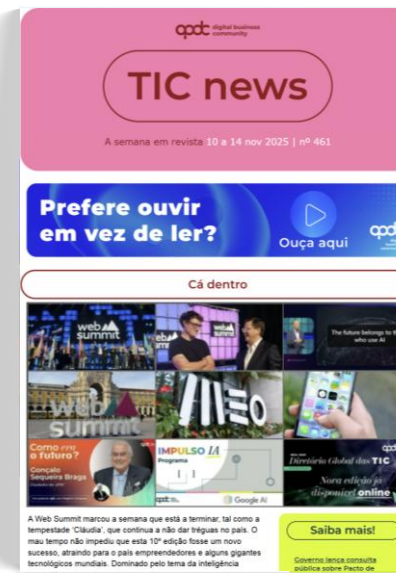 apdc digital business
community
TIC news
A semana em revista 10 a 14 nov 2025 | nº 461
Prefere ouvir
em vez de ler?
Ouça aqui
apdc
Cá dentro
web summit
web summit
The future belongs to
who use AI
web
summit
MEO
Como era
o futuro?
Gonçalo
Sequeira Braga
IMPULSO IA
Programa
Google AI
apdc
Diretório Global das TIC
Nova edição já
disponível online
A Web Summit marcou a semana que está a terminar, tal como a
tempestade 'Cláudia', que continua a não dar tréguas no país. O
mau tempo não impediu que esta 10ª edição fosse um novo
sucesso, atraindo para o país empreendedores e alguns gigantes
tecnológicos mundiais. Dominado pelo tema da inteligência
Saiba mais!
Governo lança consulta
pública sobre Pacto de